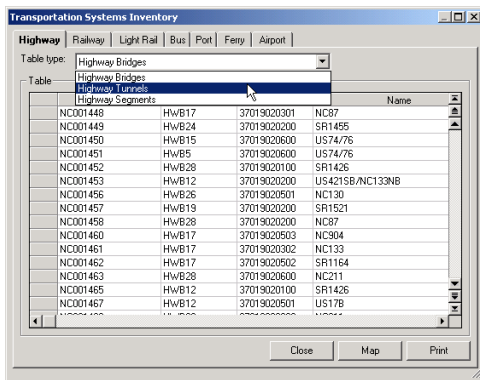 Transportation Systems Inventory
Highway Railway Light Rail Bus Port Ferry Airport
Table type: Highway Bridges
Highway Bridges
Highway Tunnels
Highway Segments
Table
Name
NC001448 HWB17 37019020301 NC87
NC001449 HWB24 37019020200 SR1455
NC001450 HWB15 37019020600 US74/76
NC001451 HWB5 37019020600 US74/76
NC001452 HWB28 37019020100 SR1426
NC001453 HWB12 37019020200 US421SB/NC133NB
NC001456 HWB26 37019020501 NC130
NC001457 HWB19 37019020200 SR1521
NC001458 HWB28 37019020200 NC87
NC001460 HWB17 37019020503 NC904
NC001461 HWB17 37019020302 NC133
NC001462 HWB17 37019020502 SR1164
NC001463 HWB28 37019020600 NC211
NC001465 HWB12 37019020100 SR1426
NC001467 HWB12 37019020501 US17B
Close Map Print